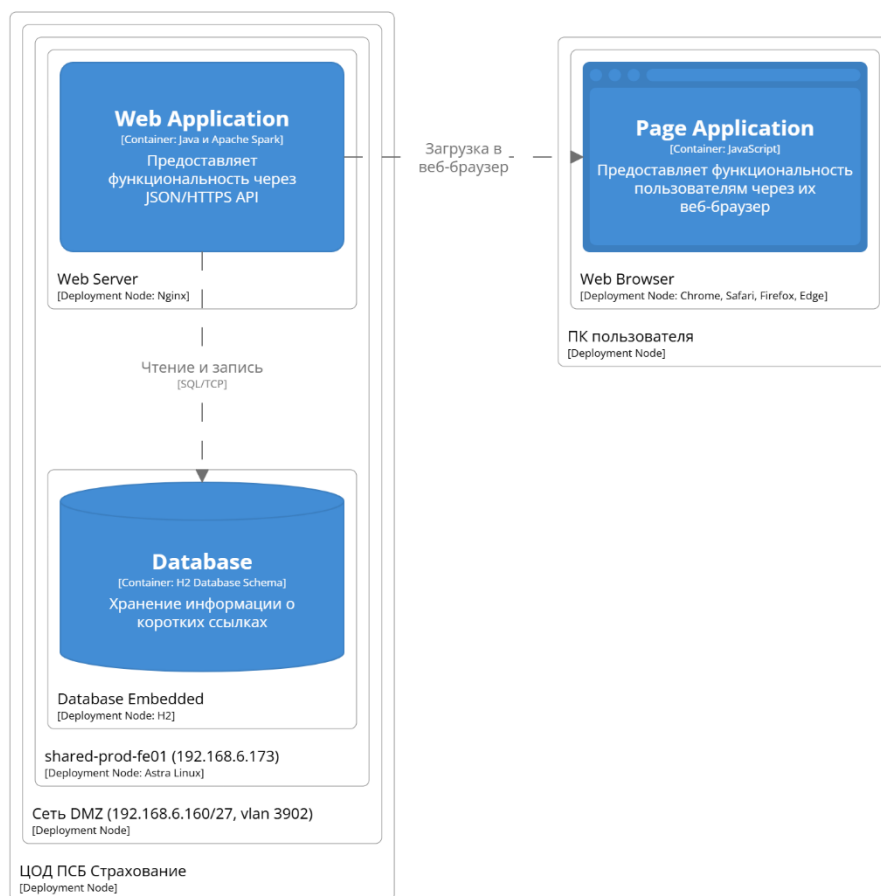 Web Application
[Container: Java и Apache Spark]
Предоставляет
функциональность через
JSON/HTTPS API
Web Server
[Deployment Node: Nginx]
Загрузка в
веб-браузер
Page Application
[Container: JavaScript]
Предоставляет функциональность
пользователям через их
веб-браузер
Web Browser
[Deployment Node: Chrome, Safari, Firefox, Edge]
ПК пользователя
[Deployment Node]
Чтение и запись
[SQL/TCP]
Database
[Container: H2 Database Schema]
Хранение информации о
коротких ссылках
Database Embedded
[Deployment Node: H2]
shared-prod-fe01 (192.168.6.173)
[Deployment Node: Astra Linux]
Сеть DMZ (192.168.6.160/27, vlan 3902)
[Deployment Node]
ЦОД ПСБ Страхование
[Deployment Node]